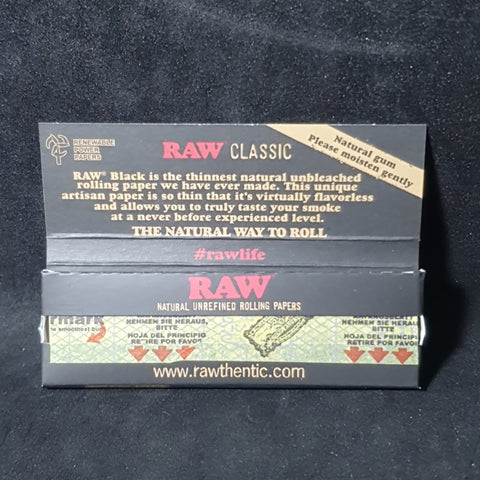 RENEWABLE
POWER
PAPERS
RAW CLASSIC
Natural gum
Please moisten gently
RAW® Black is the thinnest natural unbleached
rolling paper we have ever made. This unique
artisan paper is so thin that it's virtually flavorless
and allows you to truly taste your smoke
at a never before experienced level.
THE NATURAL WAY TO ROLL
#rawlife
RAW
NATURAL UNREFINED ROLLING PAPERS
NEHMEN SIE HERAUS,
BITTE
HOJA DEL PRINCIPIO
RETIRE POR FAVOR
NEHMEN SIE HERAUS,
BITTE
HOJA DEL PRINCIPIO
RETIRE POR FAVOR
www.rawthentic.com